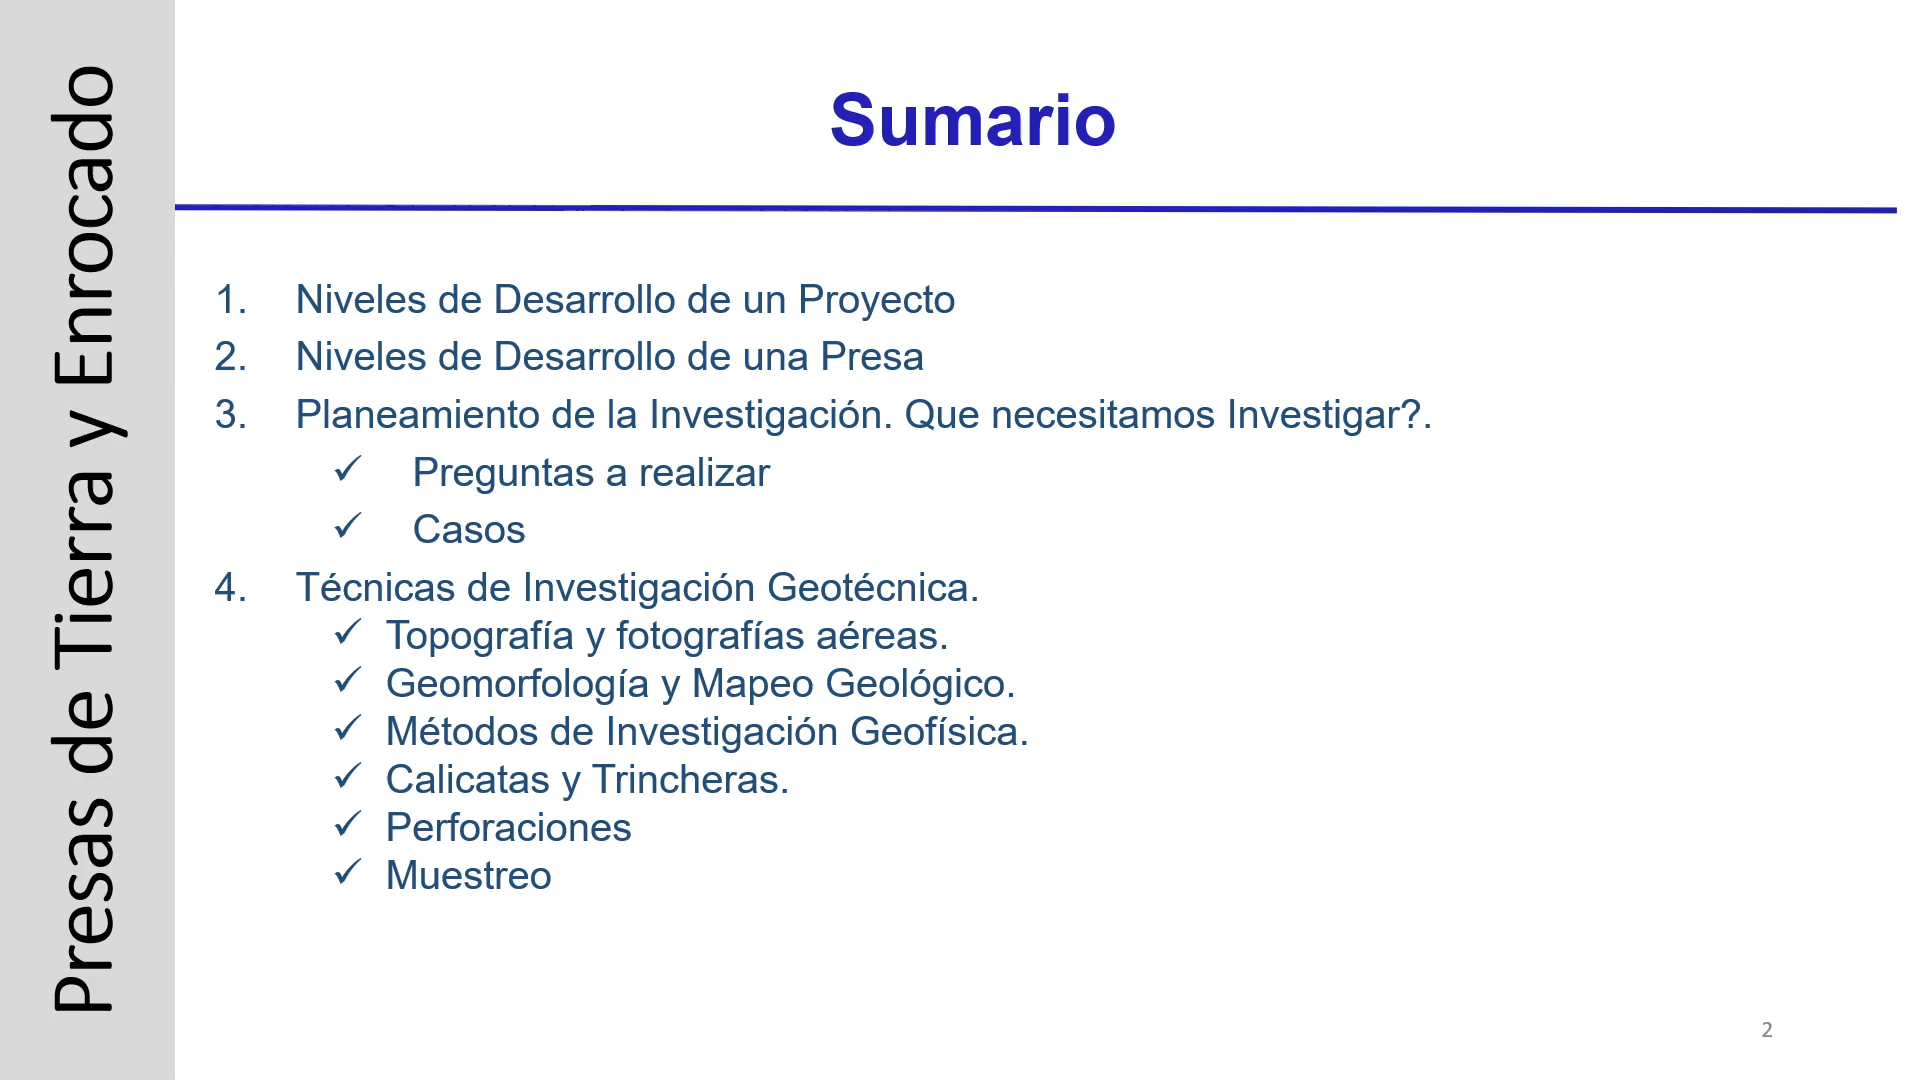 Presas de Tierra y Enrocado
Sumario
1. Niveles de Desarrollo de un Proyecto
2. Niveles de Desarrollo de una Presa
3. Planeamiento de la Investigación. Que necesitamos Investigar?.
✓ Preguntas a realizar
✓ Casos
4. Técnicas de Investigación Geotécnica.
✓ Topografía y fotografías aéreas.
✓ Geomorfología y Mapeo Geológico.
✓ Métodos de Investigación Geofísica.
✓ Calicatas y Trincheras.
✓ Perforaciones
✓ Muestreo
2